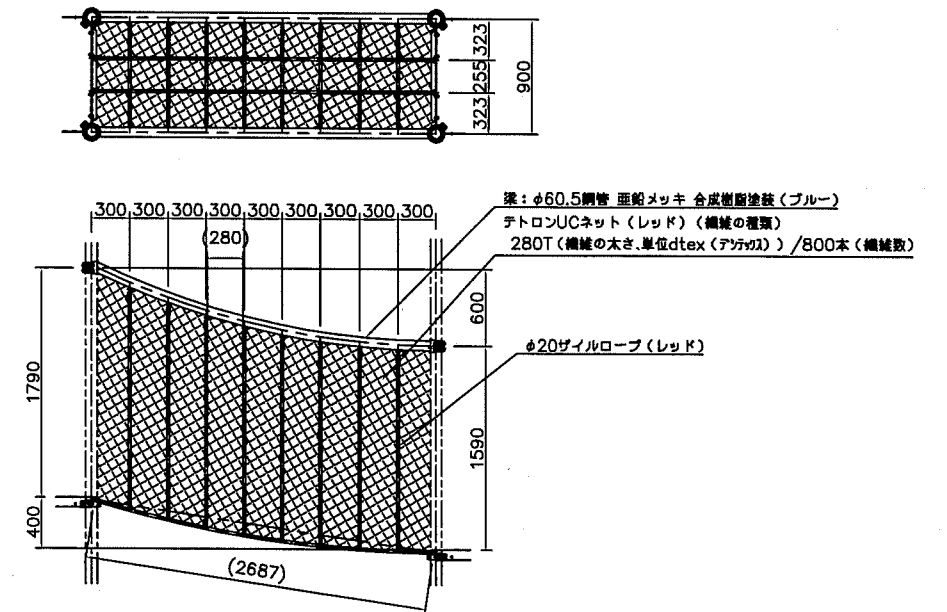 323
255
323
900
300 300 300 300 300 300 300 300 300
(280)
梁：φ60.5鋼管 亜鉛メッキ 合成樹脂塗装（ブルー）
テトロンUCネット（レッド）（繊維の種類）
280T（繊維の太さ、単位dtex（デシテックス））／800本（繊維数）
φ20ザイルロープ（レッド）
600
1590
1790
400
(2687)